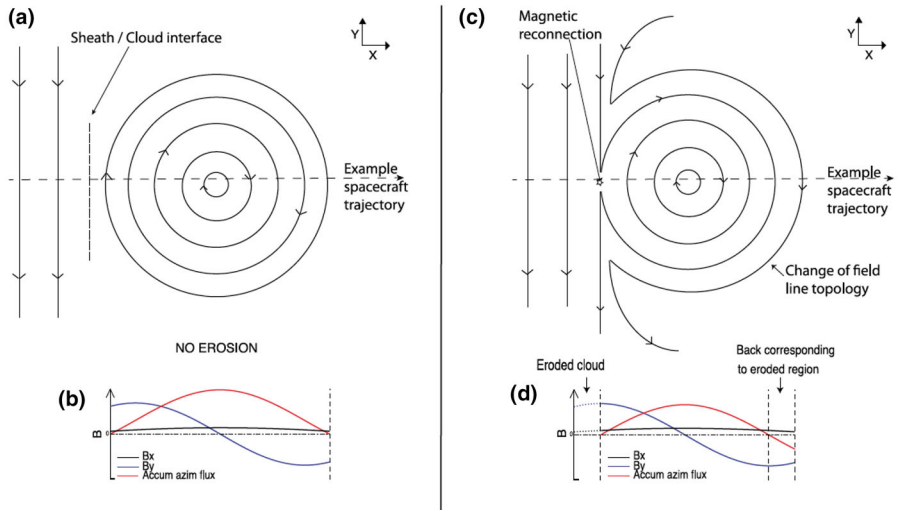 (a)
Sheath / Cloud interface
Y
X
Example
spacecraft
trajectory
NO EROSION
(b)
B
0
Bx
By
Accum azim flux
(c)
Magnetic
reconnection
Y
X
Example
spacecraft
trajectory
Change of field
line topology
Eroded cloud
Back corresponding
to eroded region
(d)
B
0
Bx
By
Accum azim flux